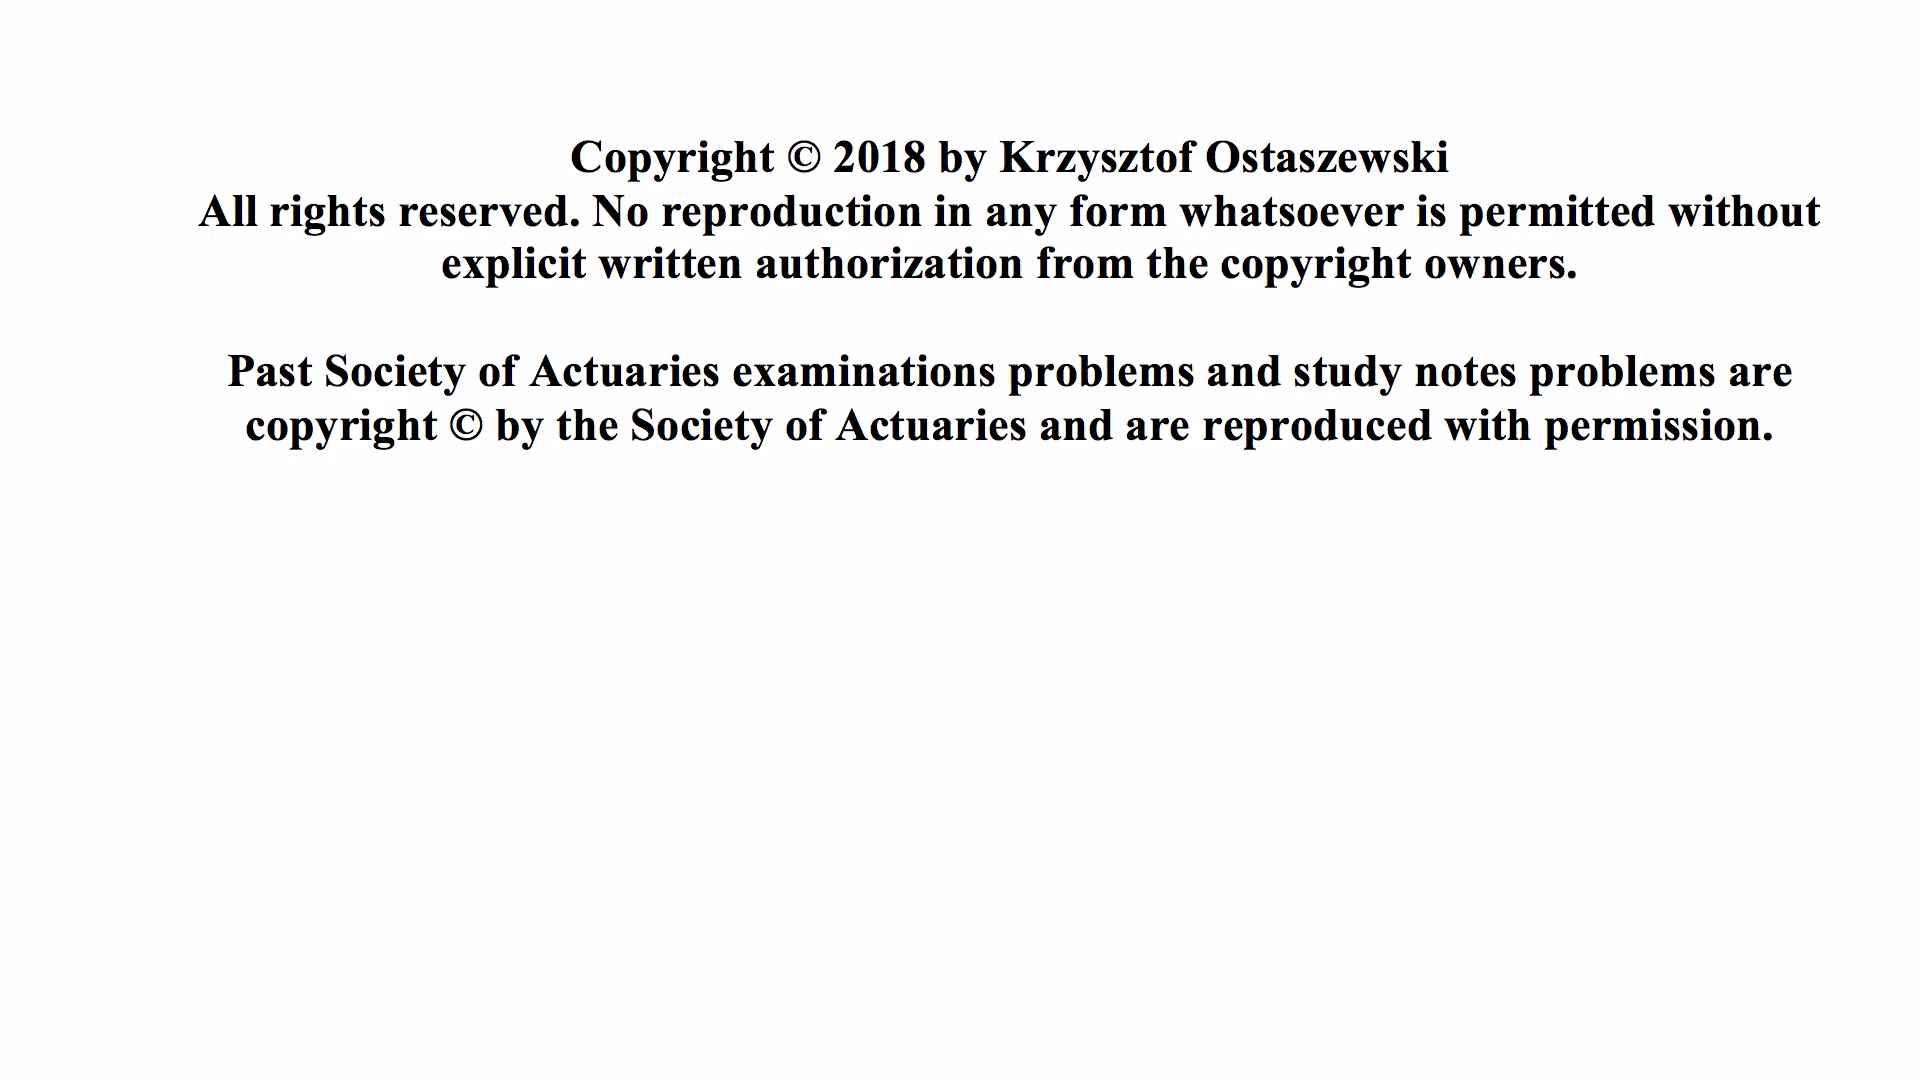 Copyright © 2018 by Krzysztof Ostaszewski
All rights reserved. No reproduction in any form whatsoever is permitted without
explicit written authorization from the copyright owners.
Past Society of Actuaries examinations problems and study notes problems are
copyright © by the Society of Actuaries and are reproduced with permission.